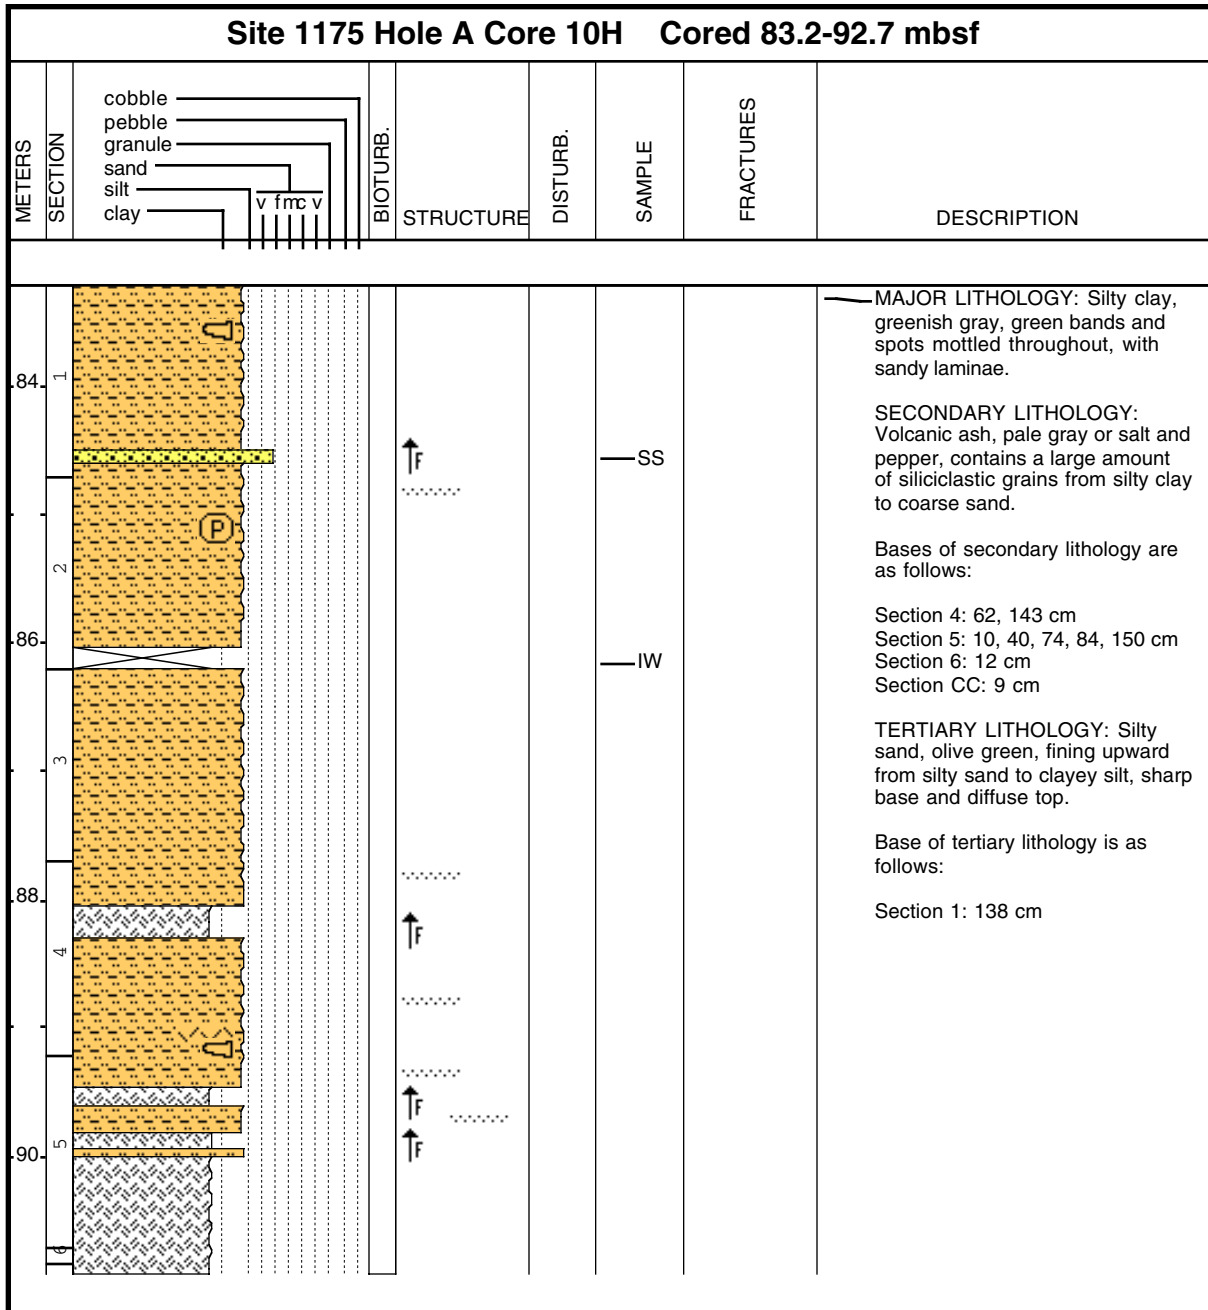 Site 1175 Hole A Core 10H Cored 83.2-92.7 mbsf
METERS
SECTION
cobble
pebble
granule
sand
silt
clay
v f m c v
BIOTURB.
STRUCTURE
DISTURB.
SAMPLE
FRACTURES
DESCRIPTION
84
86
88
90
1
2
3
4
5
6
P
F
F
F
F
SS
IW
MAJOR LITHOLOGY: Silty clay,
greenish gray, green bands and
spots mottled throughout, with
sandy laminae.
SECONDARY LITHOLOGY:
Volcanic ash, pale gray or salt and
pepper, contains a large amount
of siliciclastic grains from silty clay
to coarse sand.
Bases of secondary lithology are
as follows:
Section 4: 62, 143 cm
Section 5: 10, 40, 74, 84, 150 cm
Section 6: 12 cm
Section CC: 9 cm
TERTIARY LITHOLOGY: Silty
sand, olive green, fining upward
from silty sand to clayey silt, sharp
base and diffuse top.
Base of tertiary lithology is as
follows:
Section 1: 138 cm